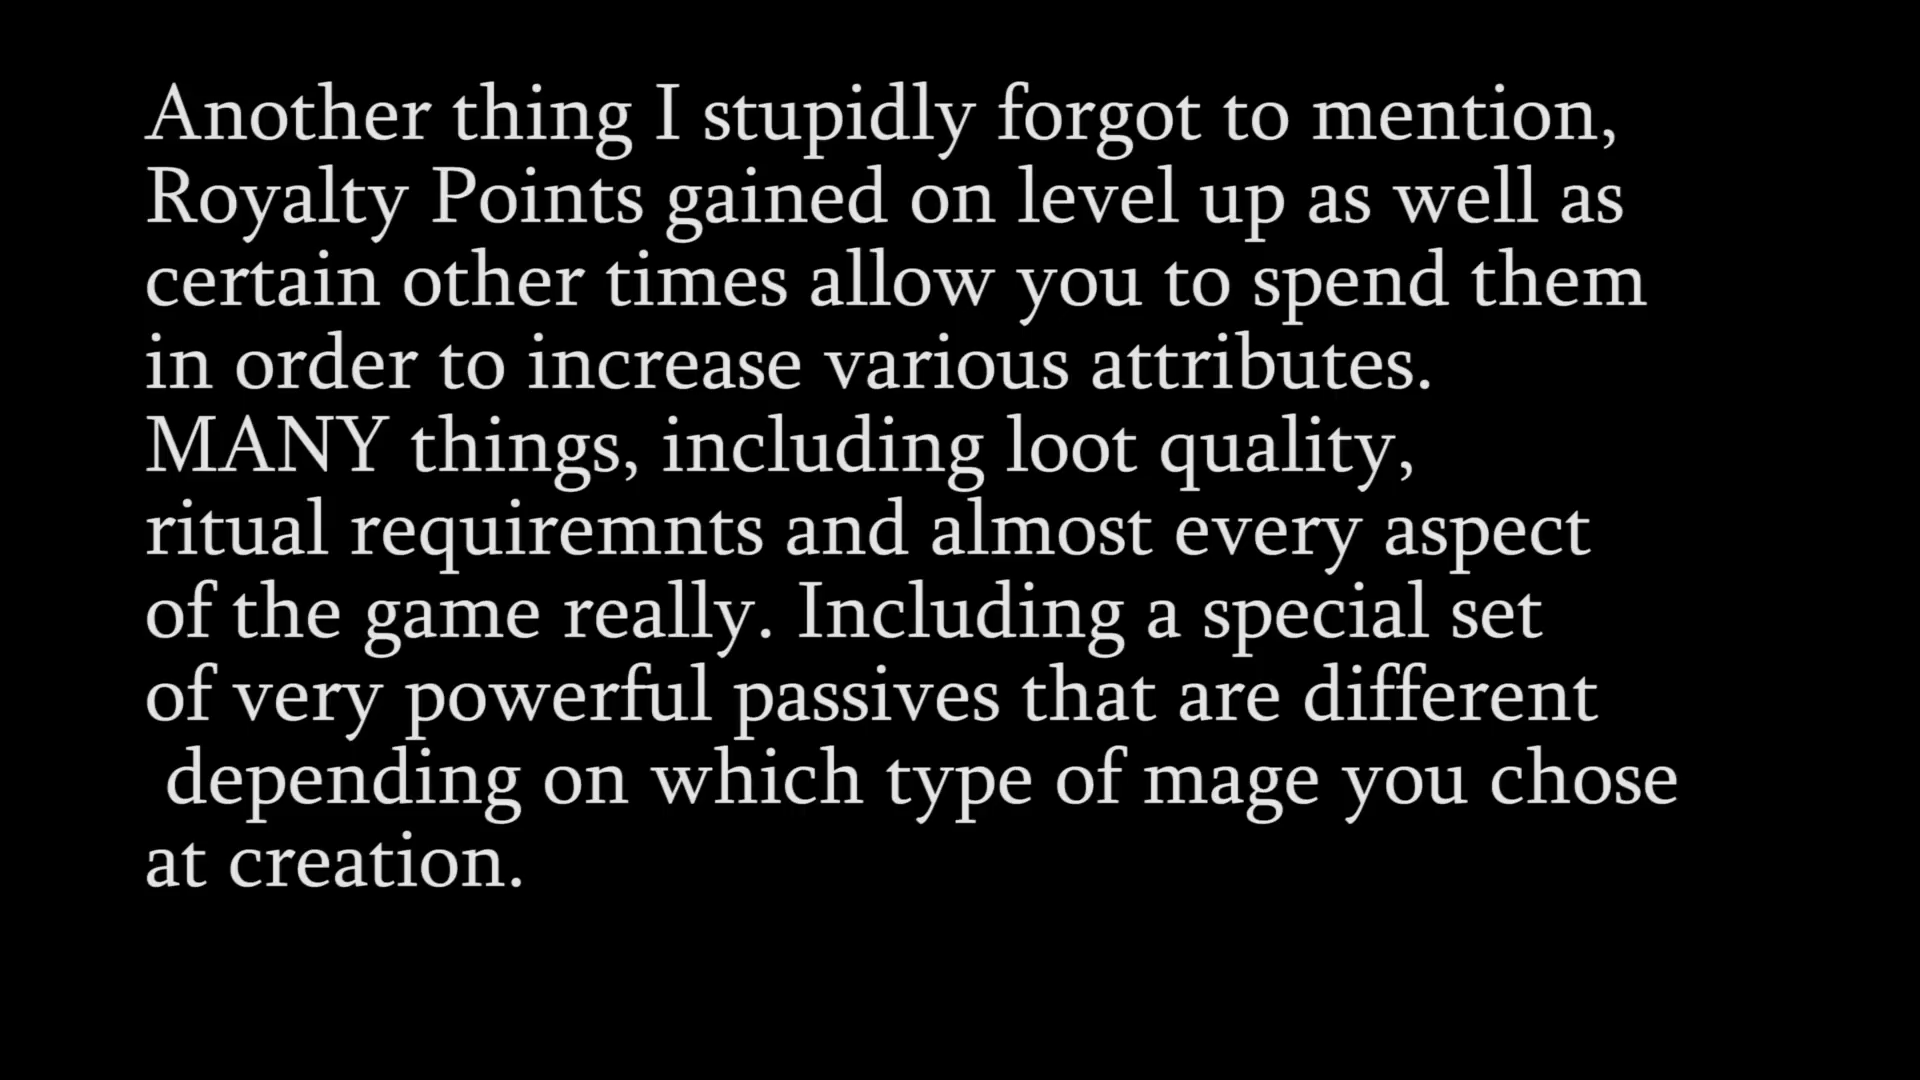 Another thing I stupidly forgot to mention,
Royalty Points gained on level up as well as
certain other times allow you to spend them
in order to increase various attributes.
MANY things, including loot quality,
ritual requiremnts and almost every aspect
of the game really. Including a special set
of very powerful passives that are different
depending on which type of mage you chose
at creation.